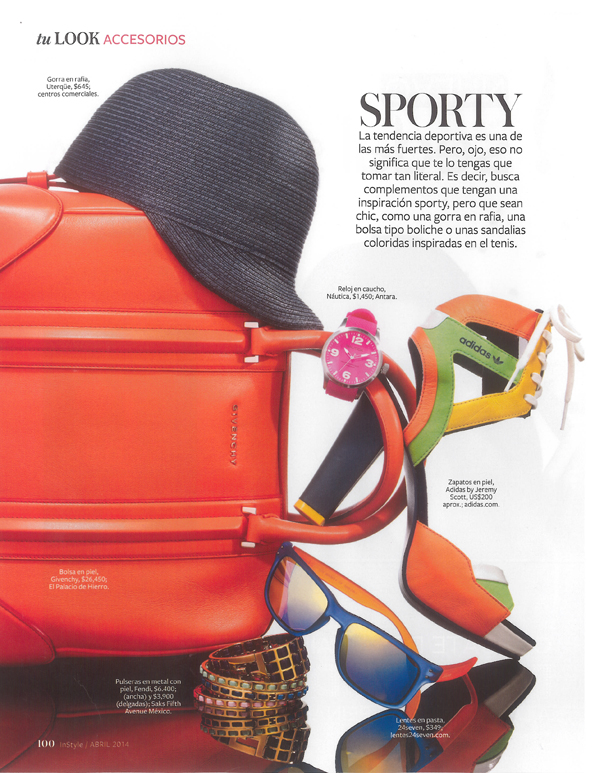 tu LOOK ACCESORIOS
Gorra en rafia,
Uterqüe, $645;
centros comerciales.
SPORTY
La tendencia deportiva es una de
las más fuertes. Pero, ojo, eso no
significa que te lo tengas que
tomar tan literal. Es decir, busca
complementos que tengan una
inspiración sporty, pero que sean
chic, como una gorra en rafia, una
bolsa tipo boliche o unas sandalias
coloridas inspiradas en el tenis.
Reloj en caucho,
Náutica, $1,450; Antara.
12
9
3
6
adidas
GIVENCHY
Zapatos en piel,
Adidas by Jeremy
Scott, US$200
aprox.; adidas.com.
Bolsa en piel,
Givenchy, $26,450;
El Palacio de Hierro.
Pulseras en metal con
piel, Fendi, $6,400;
(ancha) y $3,900
(delgadas); Saks Fifth
Avenue México.
Lentes en pasta,
24seven, $349;
lentes24seven.com.
100 InStyle / ABRIL 2014